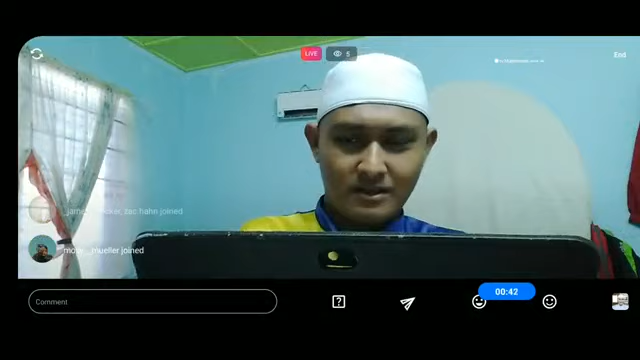 LIVE 5
End
zac hahn joined
mueller joined
Comment
00:42